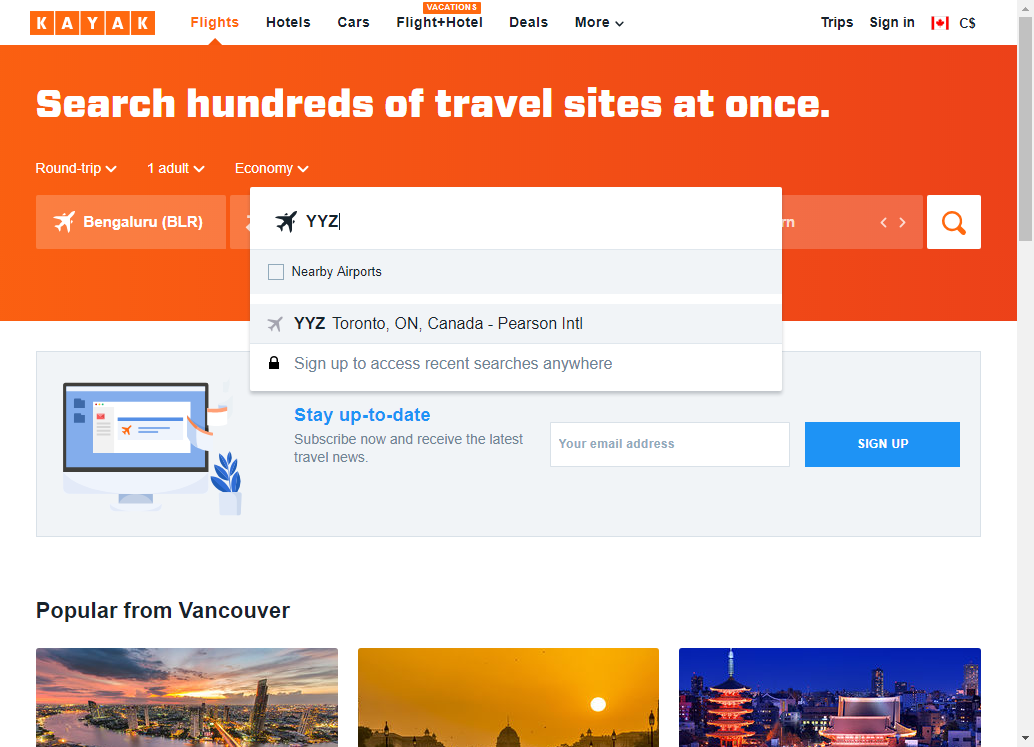 KAYAK
Flights
Hotels
Cars
VACATIONS
Flight+Hotel
Deals
More
Trips
Sign in
C$
Search hundreds of travel sites at once.
Round-trip
1 adult
Economy
Bengaluru (BLR)
YYZ
rn
Nearby Airports
YYZ Toronto, ON, Canada - Pearson Intl
Sign up to access recent searches anywhere
Stay up-to-date
Subscribe now and receive the latest
travel news.
Your email address
SIGN UP
Popular from Vancouver